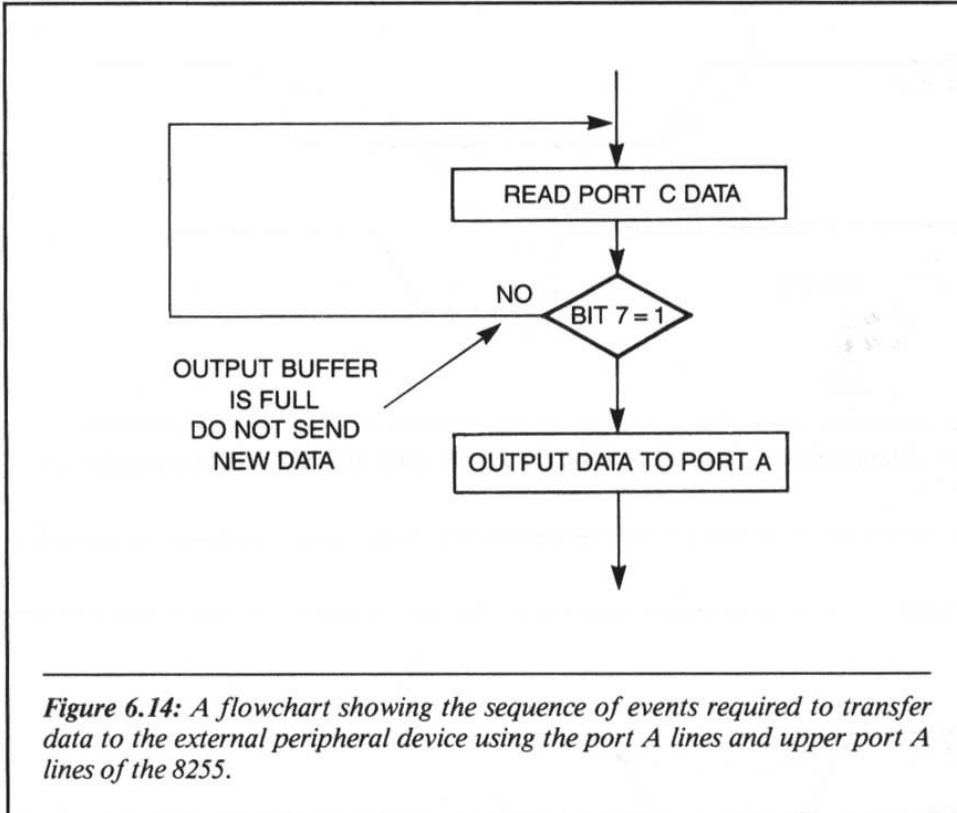 READ PORT C DATA
NO
BIT 7 = 1
OUTPUT BUFFER
IS FULL
DO NOT SEND
NEW DATA
OUTPUT DATA TO PORT A
Figure 6.14: A flowchart showing the sequence of events required to transfer
data to the external peripheral device using the port A lines and upper port A
lines of the 8255.